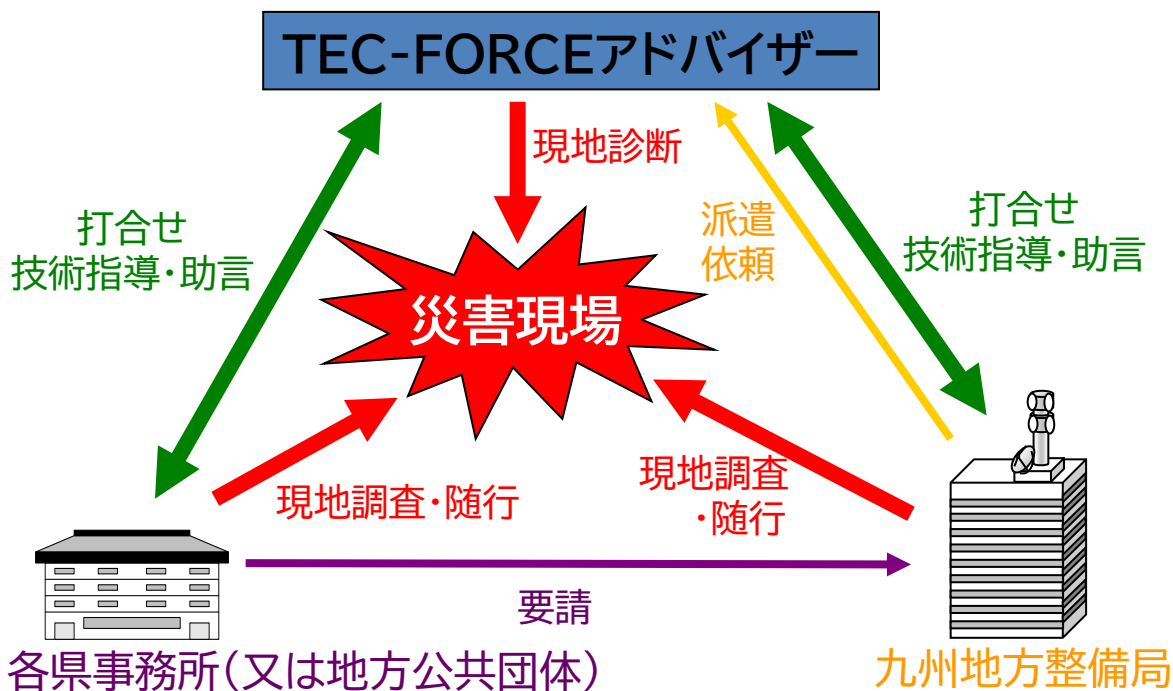 TEC-FORCEアドバイザー
現地診断
打合せ
技術指導・助言
派遣
依頼
打合せ
技術指導・助言
災害現場
現地調査・随行
現地調査
・随行
要請
各県事務所(又は地方公共団体)
九州地方整備局